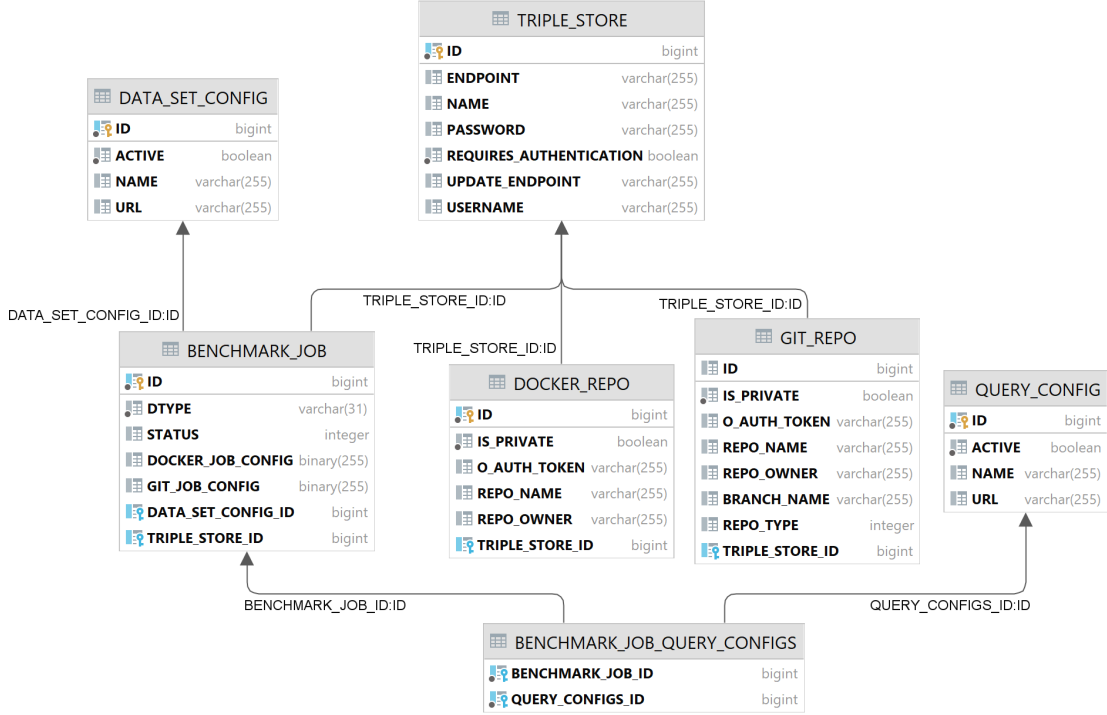 TRIPLE_STORE
ID bigint
ENDPOINT varchar(255)
NAME varchar(255)
PASSWORD varchar(255)
REQUIRES_AUTHENTICATION boolean
UPDATE_ENDPOINT varchar(255)
USERNAME varchar(255)
DATA_SET_CONFIG
ID bigint
ACTIVE boolean
NAME varchar(255)
URL varchar(255)
DATA_SET_CONFIG_ID:ID
TRIPLE_STORE_ID:ID
TRIPLE_STORE_ID:ID
TRIPLE_STORE_ID:ID
BENCHMARK_JOB
ID bigint
DTYPE varchar(31)
STATUS integer
DOCKER_JOB_CONFIG binary(255)
GIT_JOB_CONFIG binary(255)
DATA_SET_CONFIG_ID bigint
TRIPLE_STORE_ID bigint
DOCKER_REPO
ID bigint
IS_PRIVATE boolean
O_AUTH_TOKEN varchar(255)
REPO_NAME varchar(255)
REPO_OWNER varchar(255)
TRIPLE_STORE_ID bigint
GIT_REPO
ID bigint
IS_PRIVATE boolean
O_AUTH_TOKEN varchar(255)
REPO_NAME varchar(255)
REPO_OWNER varchar(255)
BRANCH_NAME varchar(255)
REPO_TYPE integer
TRIPLE_STORE_ID bigint
QUERY_CONFIG
ID bigint
ACTIVE boolean
NAME varchar(255)
URL varchar(255)
BENCHMARK_JOB_ID:ID
QUERY_CONFIGS_ID:ID
BENCHMARK_JOB_QUERY_CONFIGS
BENCHMARK_JOB_ID bigint
QUERY_CONFIGS_ID bigint